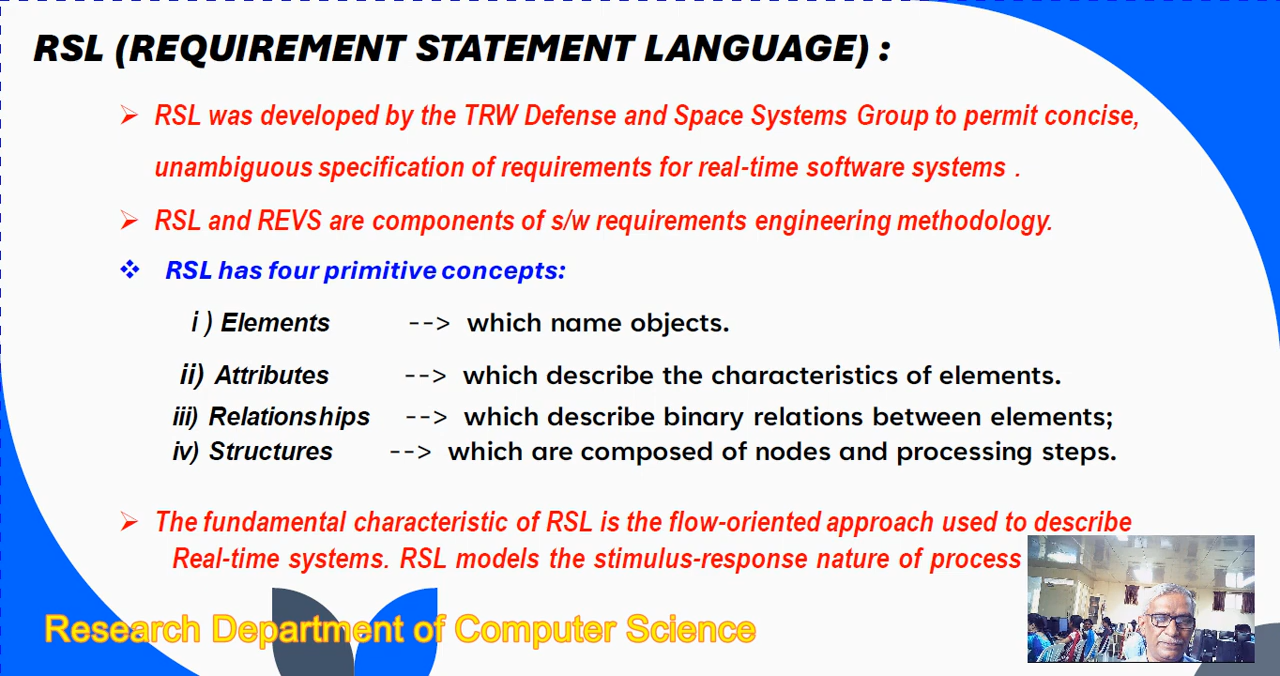 RSL (REQUIREMENT STATEMENT LANGUAGE) :
➢ RSL was developed by the TRW Defense and Space Systems Group to permit concise,
unambiguous specification of requirements for real-time software systems .
➢ RSL and REVS are components of s/w requirements engineering methodology.
❖ RSL has four primitive concepts:
i ) Elements --> which name objects.
ii) Attributes --> which describe the characteristics of elements.
iii) Relationships --> which describe binary relations between elements;
iv) Structures --> which are composed of nodes and processing steps.
➢ The fundamental characteristic of RSL is the flow-oriented approach used to describe
Real-time systems. RSL models the stimulus-response nature of process
Research Department of Computer Science